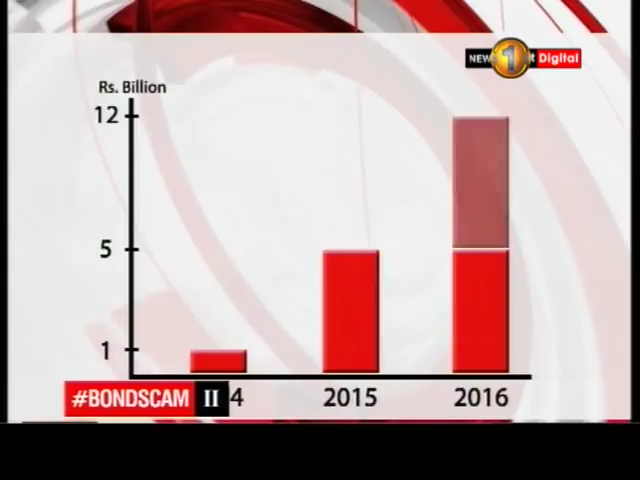 NEWS 1st Digital
Rs. Billion
12
5
1
#BONDSCAM II 4 2015 2016